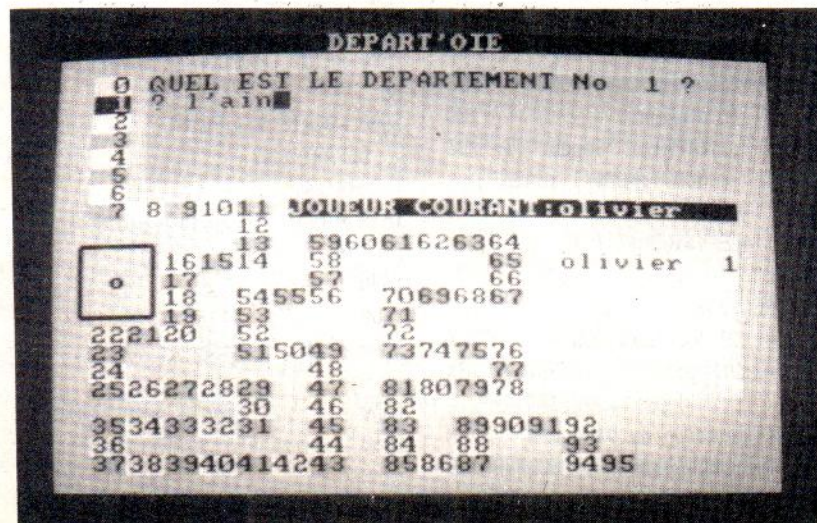 DEPART'OIE
0 QUEL EST LE DEPARTEMENT No 1 ?
1 ? l'ain
2
3
4
5
6
7 8 91011 JOUEUR COURANT:olivier
12
13 596061626364
161514 58 65 olivier 1
o 17 57 66
18 545556 70696867
19 53 71
222120 52 72
23 515049 73747576
24 48 77
2526272829 47 81807978
30 46 82
3534333231 45 83 89909192
36 44 84 88 93
37383940414243 858687 9495